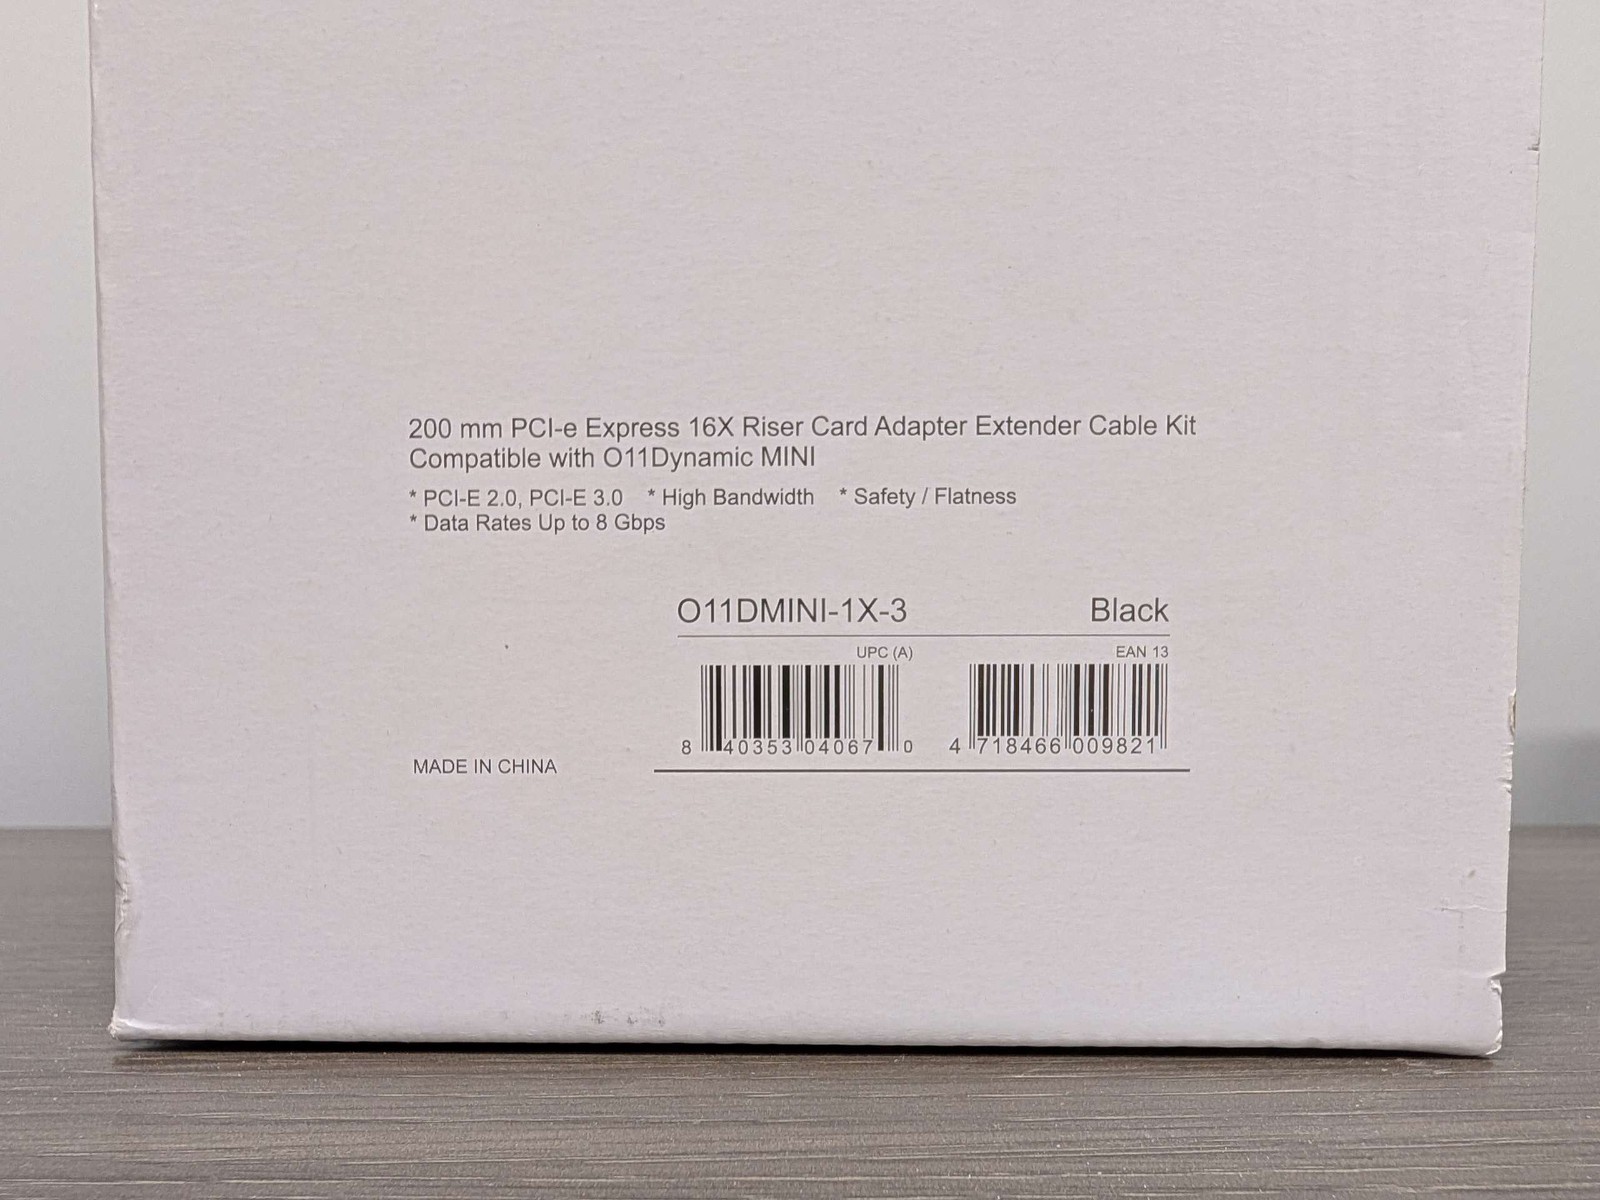 200 mm PCI-e Express 16X Riser Card Adapter Extender Cable Kit
Compatible with O11Dynamic MINI
* PCI-E 2.0, PCI-E 3.0 * High Bandwidth * Safety / Flatness
* Data Rates Up to 8 Gbps
O11DMINI-1X-3 Black
UPC (A) EAN 13
8 40353 04067 0 4 718466 009821
MADE IN CHINA